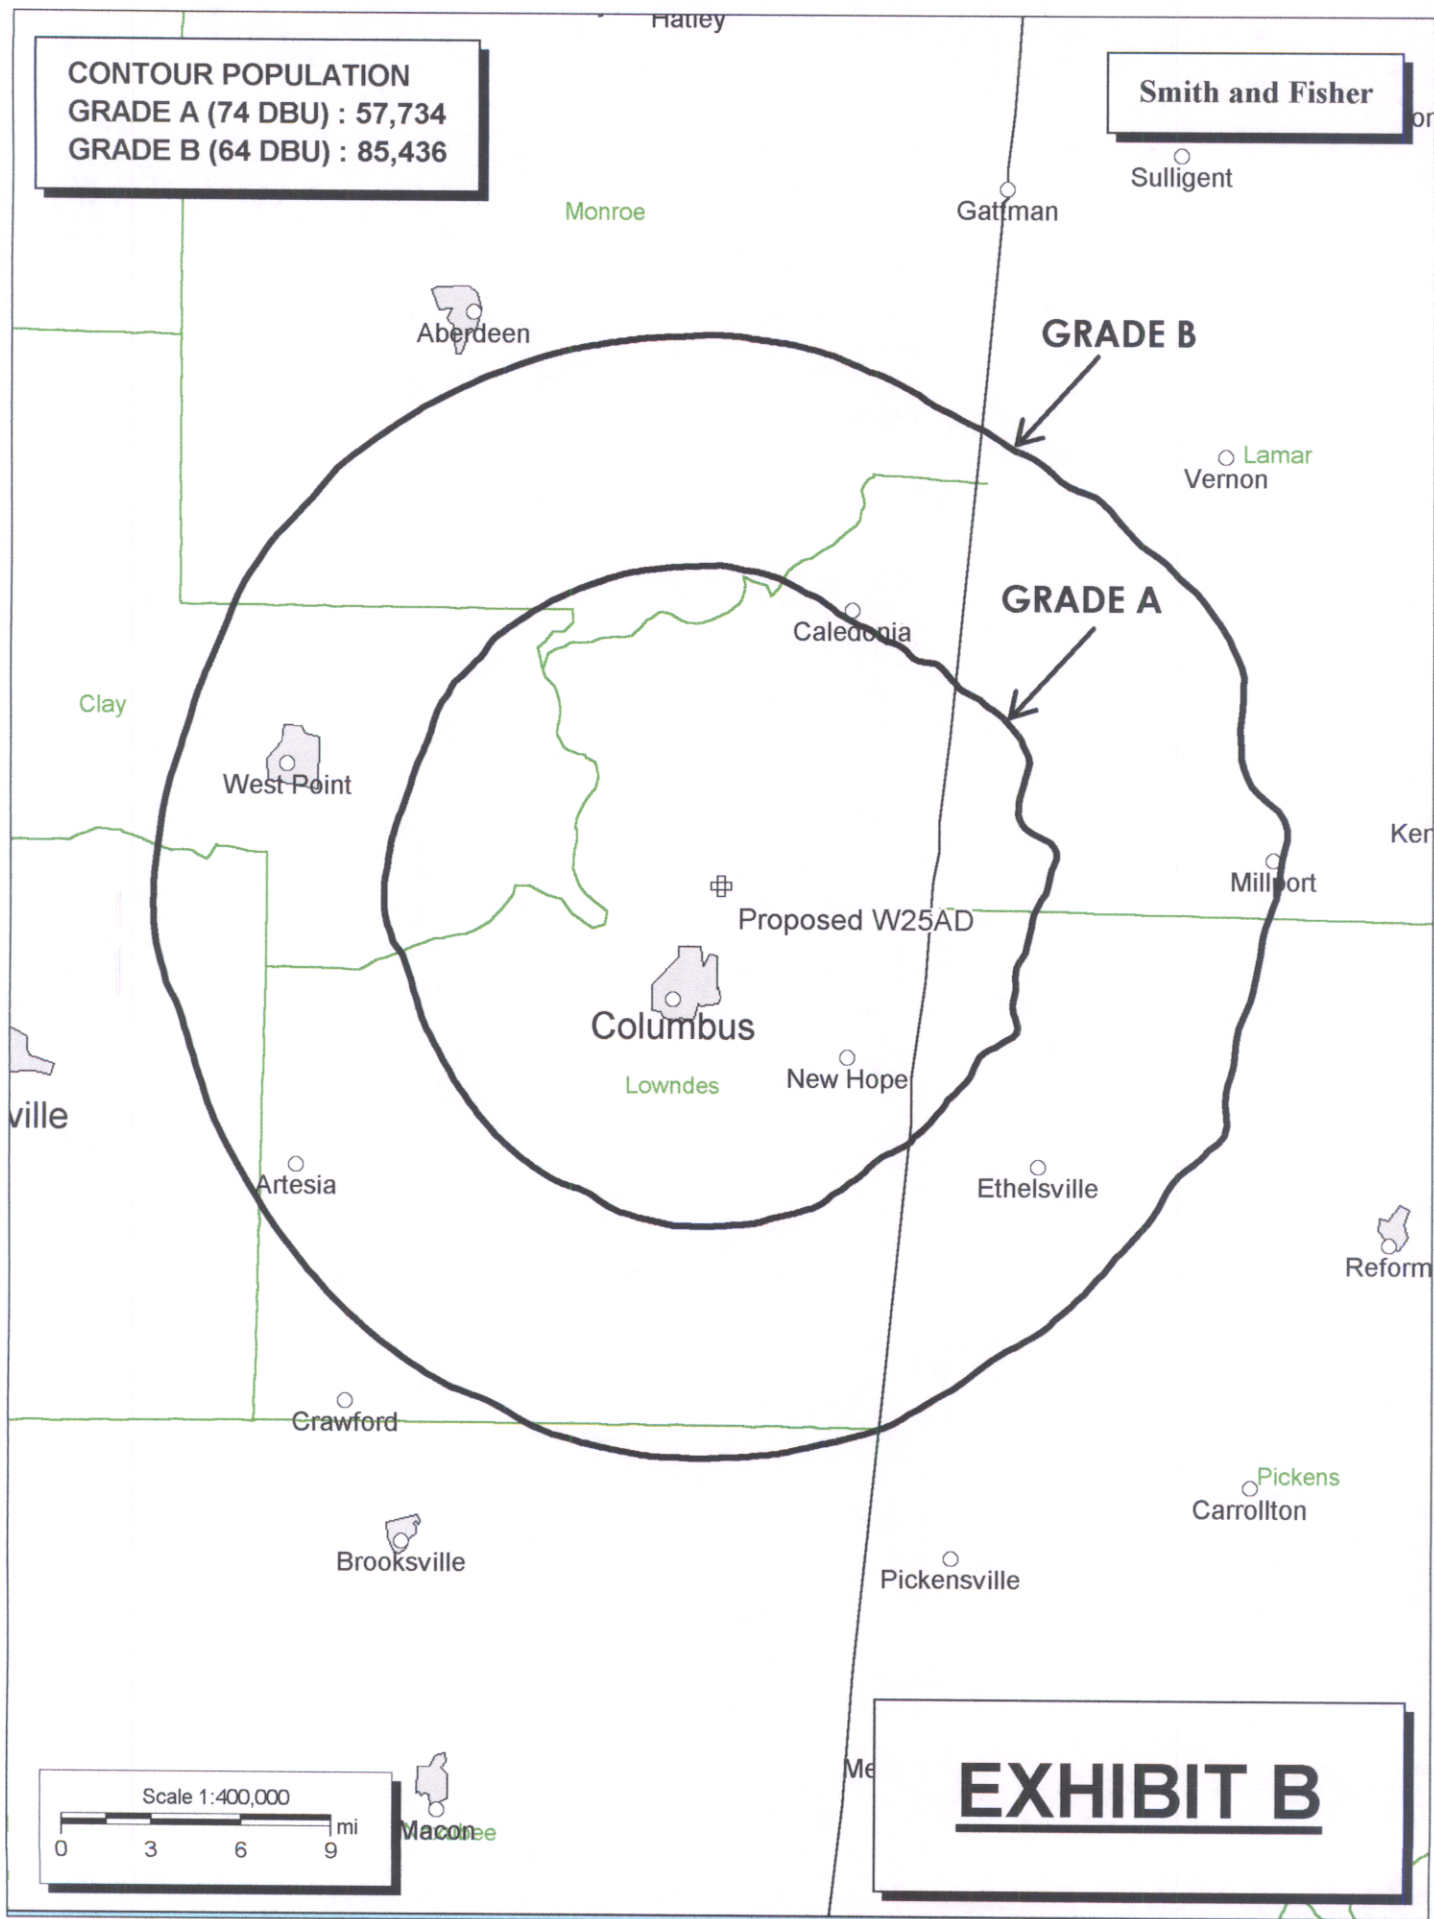 Hatley
CONTOUR POPULATION
GRADE A (74 DBU) : 57,734
GRADE B (64 DBU) : 85,436
Smith and Fisher
Sulligent
Gattman
Monroe
Aberdeen
GRADE B
Lamar
Vernon
GRADE A
Caledonia
Clay
West Point
Millport
Proposed W25AD
Columbus
New Hope
Lowndes
ville
Artesia
Ethelsville
Reform
Crawford
Pickens
Carrollton
Brooksville
Pickensville
EXHIBIT B
Scale 1:400,000
mi
0 3 6 9
Macon